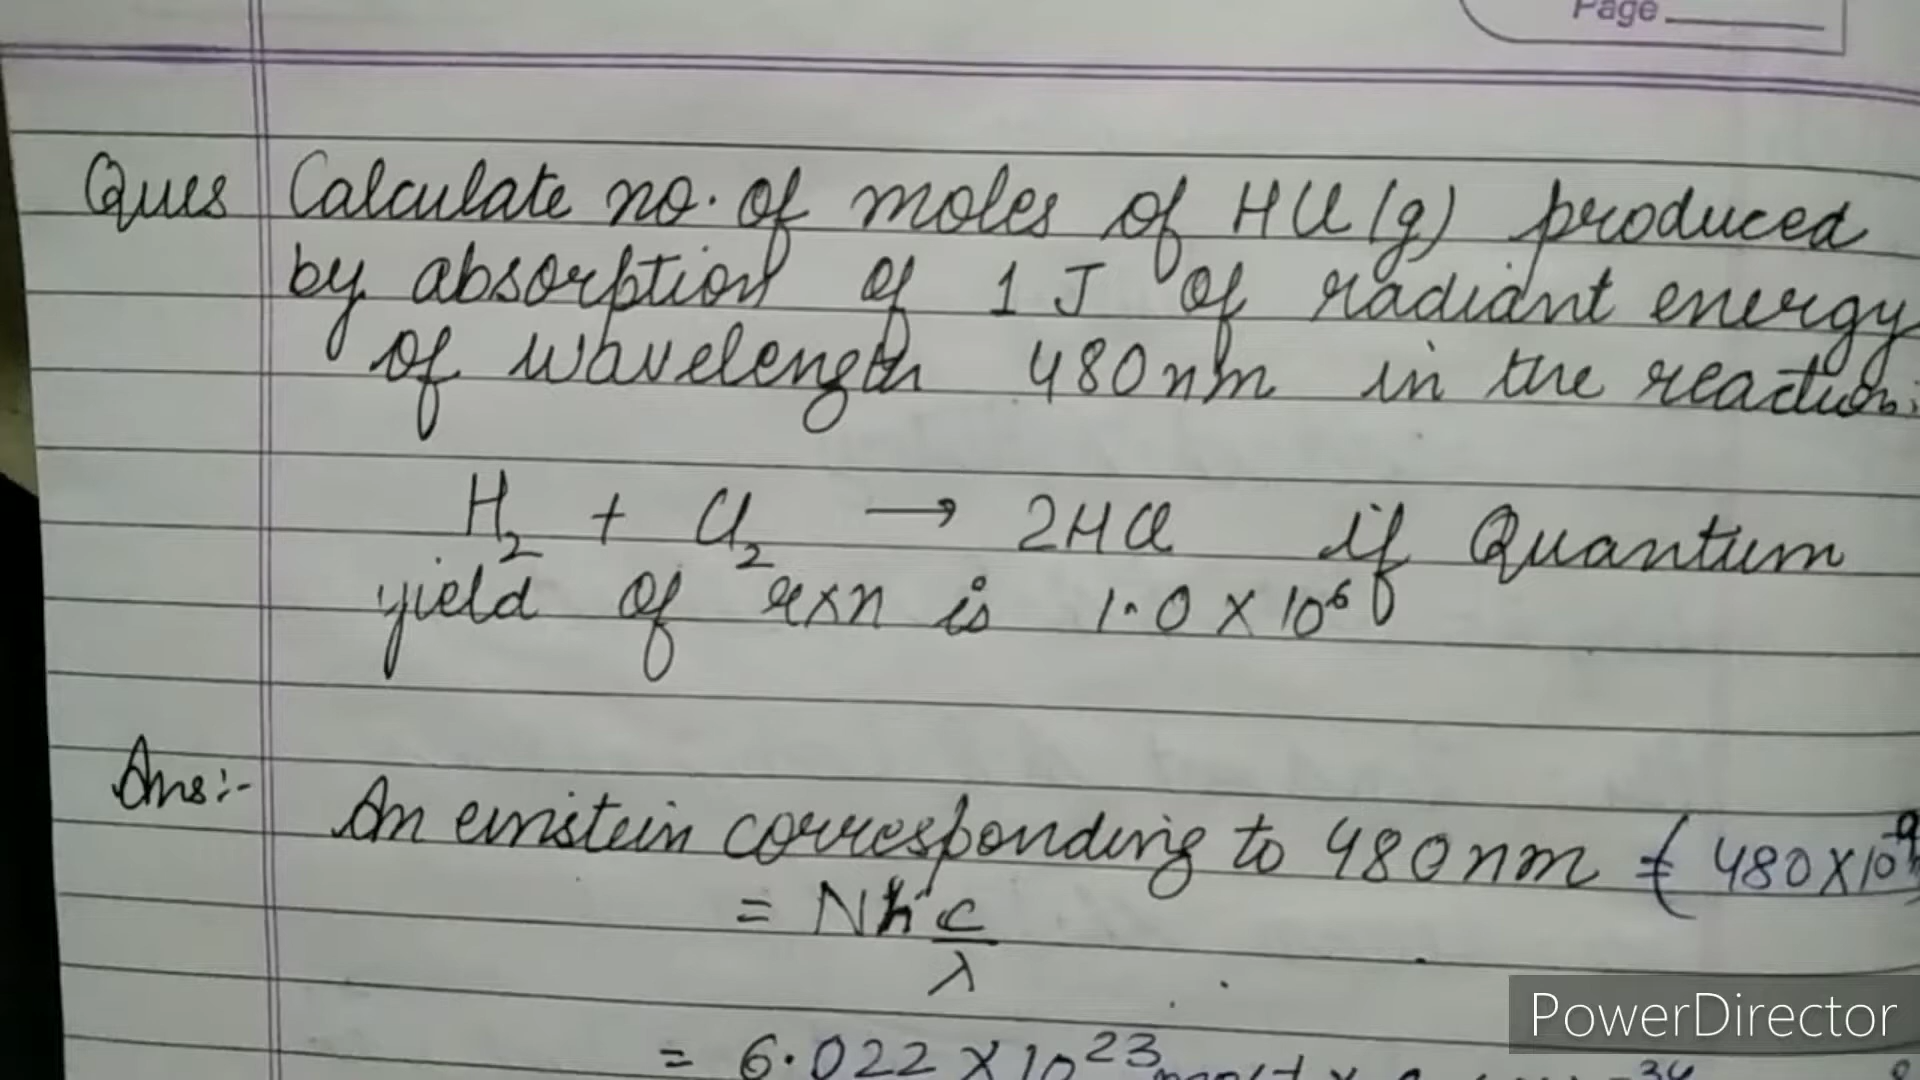 Page
Ques Calculate no. of moles of HCl (g) produced
by absorption of 1 J of radiant energy
of wavelength 480 nm in the reaction:
H₂ + Cl₂ → 2HCl if Quantum
yield of rxn is 1.0 × 10⁶
Ans:- An einstein corresponding to 480 nm (480×10⁻⁹
= Nh c/λ
= 6.022 × 10²³
PowerDirector